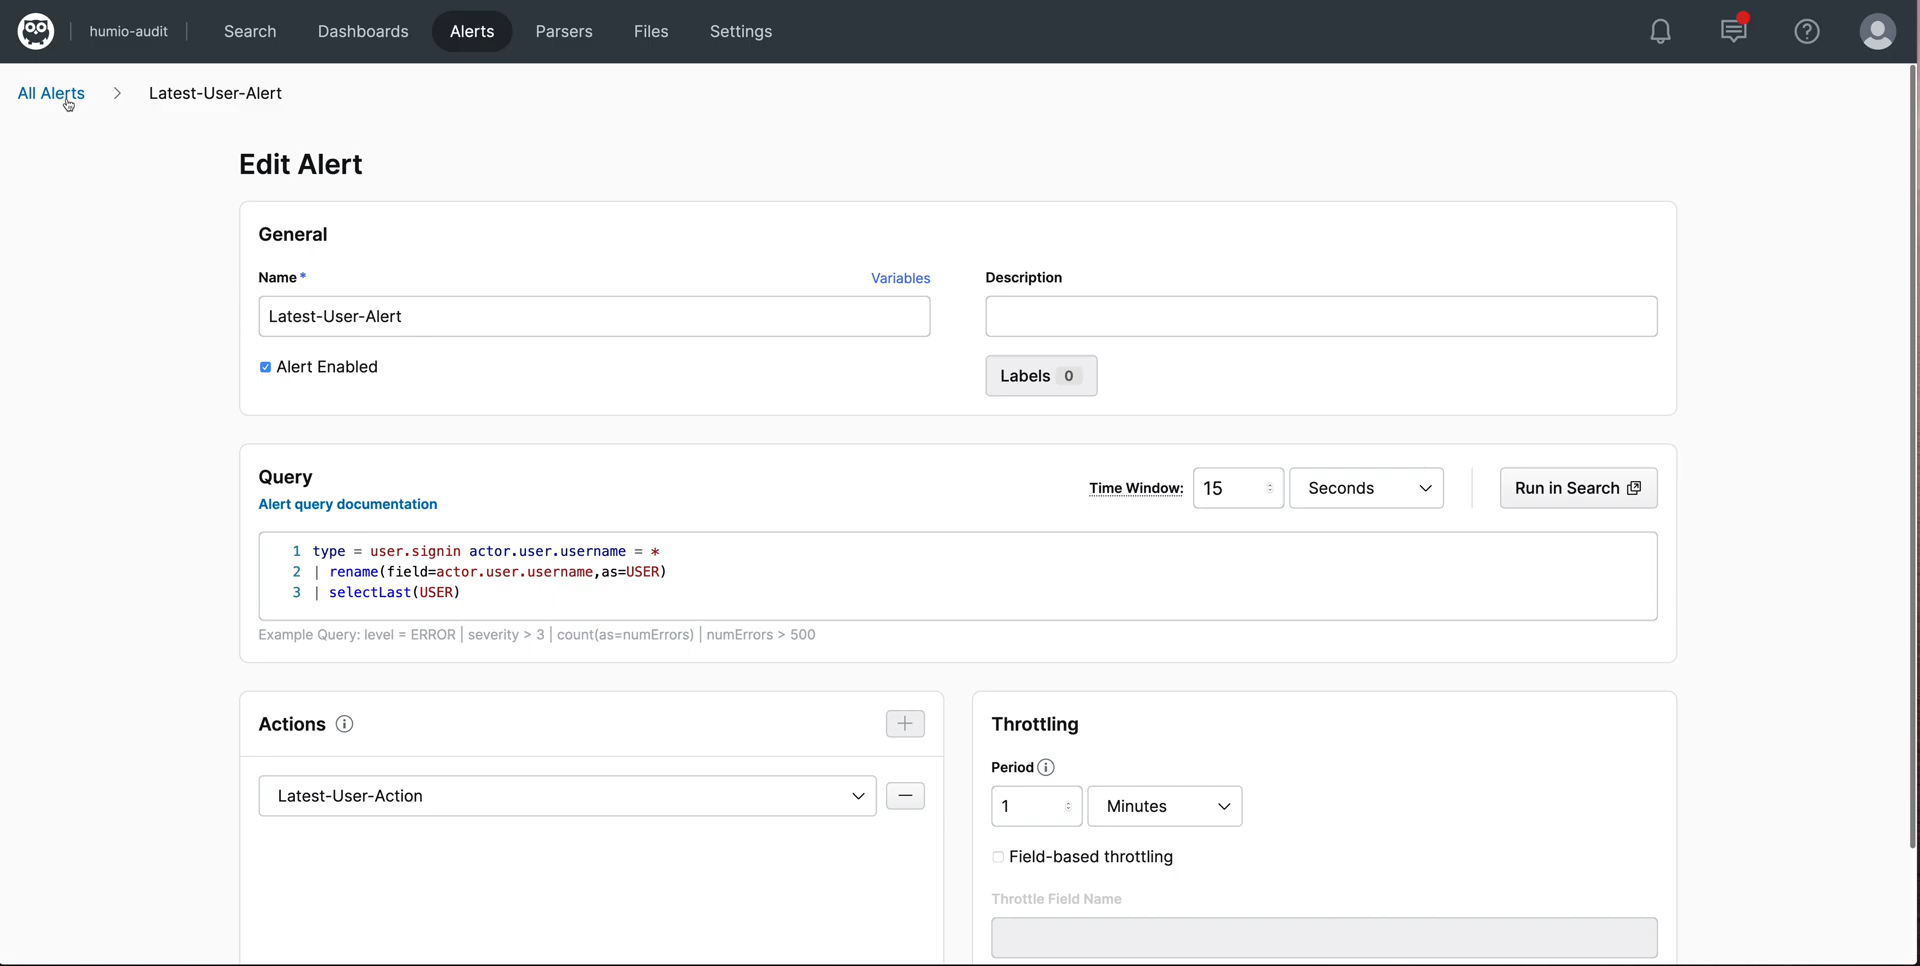 humio-audit
Search
Dashboards
Alerts
Parsers
Files
Settings
All Alerts > Latest-User-Alert
Edit Alert
General
Name *
Variables
Description
Latest-User-Alert
Alert Enabled
Labels 0
Query
Alert query documentation
Time Window:
15
Seconds
Run in Search
1 type = user.signin actor.user.username = *
2 | rename(field=actor.user.username,as=USER)
3 | selectLast(USER)
Example Query: level = ERROR | severity > 3 | count(as=numErrors) | numErrors > 500
Actions
Latest-User-Action
Throttling
Period
1
Minutes
Field-based throttling
Throttle Field Name